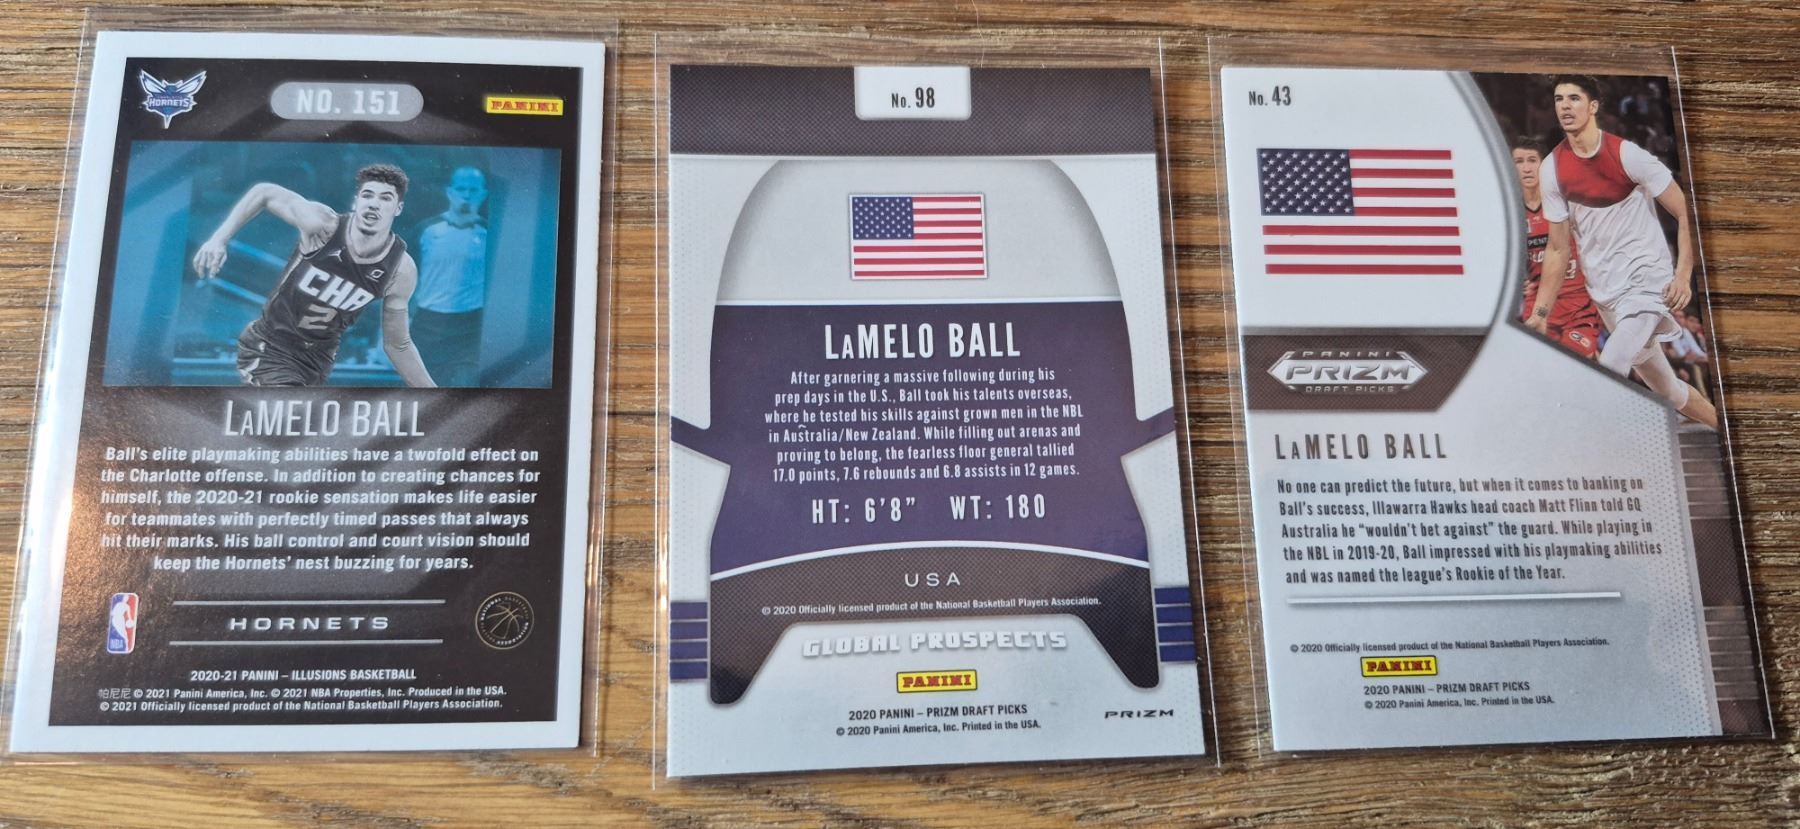 HORNETS
NO. 151
PANINI
CHA
2
LaMELO BALL
Ball's elite playmaking abilities have a twofold effect on
the Charlotte offense. In addition to creating chances for
himself, the 2020-21 rookie sensation makes life easier
for teammates with perfectly timed passes that always
hit their marks. His ball control and court vision should
keep the Hornets' nest buzzing for years.
NBA
HORNETS
2020-21 PANINI – ILLUSIONS BASKETBALL
帕尼尼 © 2021 Panini America, Inc. © 2021 NBA Properties, Inc. Produced in the USA.
© 2021 Officially licensed product of the National Basketball Players Association.
No. 98
LaMELO BALL
After garnering a massive following during his
prep days in the U.S., Ball took his talents overseas,
where he tested his skills against grown men in the NBL
in Australia/New Zealand. While filling out arenas and
proving to belong, the fearless floor general tallied
17.0 points, 7.6 rebounds and 6.8 assists in 12 games.
HT: 6'8" WT: 180
USA
© 2020 Officially licensed product of the National Basketball Players Association.
GLOBAL PROSPECTS
PANINI
2020 PANINI – PRIZM DRAFT PICKS
© 2020 Panini America, Inc. Printed in the USA.
PRIZM
No. 43
PANINI
PRIZM
DRAFT PICKS
LaMELO BALL
No one can predict the future, but when it comes to banking on
Ball's success, Illawarra Hawks head coach Matt Flinn told GQ
Australia he "wouldn't bet against" the guard. While playing in
the NBL in 2019-20, Ball impressed with his playmaking abilities
and was named the league's Rookie of the Year.
© 2020 Officially licensed product of the National Basketball Players Association.
PANINI
2020 PANINI – PRIZM DRAFT PICKS
© 2020 Panini America, Inc. Printed in the USA.